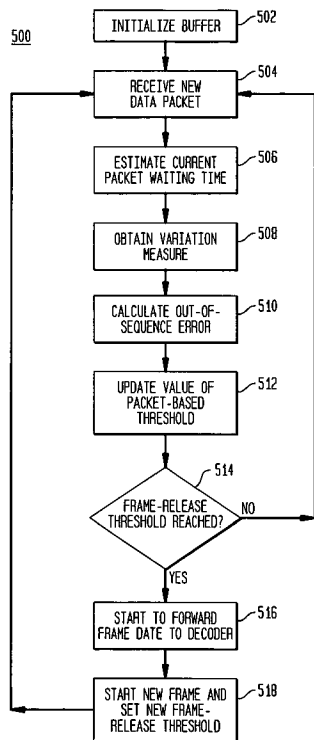 500
INITIALIZE BUFFER
502
RECEIVE NEW
DATA PACKET
504
ESTIMATE CURRENT
PACKET WAITING TIME
506
OBTAIN VARIATION
MEASURE
508
CALCULATE OUT-OF-
SEQUENCE ERROR
510
UPDATE VALUE OF
PACKET-BASED
THRESHOLD
512
FRAME-RELEASE
THRESHOLD REACHED?
514
NO
YES
START TO FORWARD
FRAME DATE TO DECODER
516
START NEW FRAME AND
SET NEW FRAME-
RELEASE THRESHOLD
518